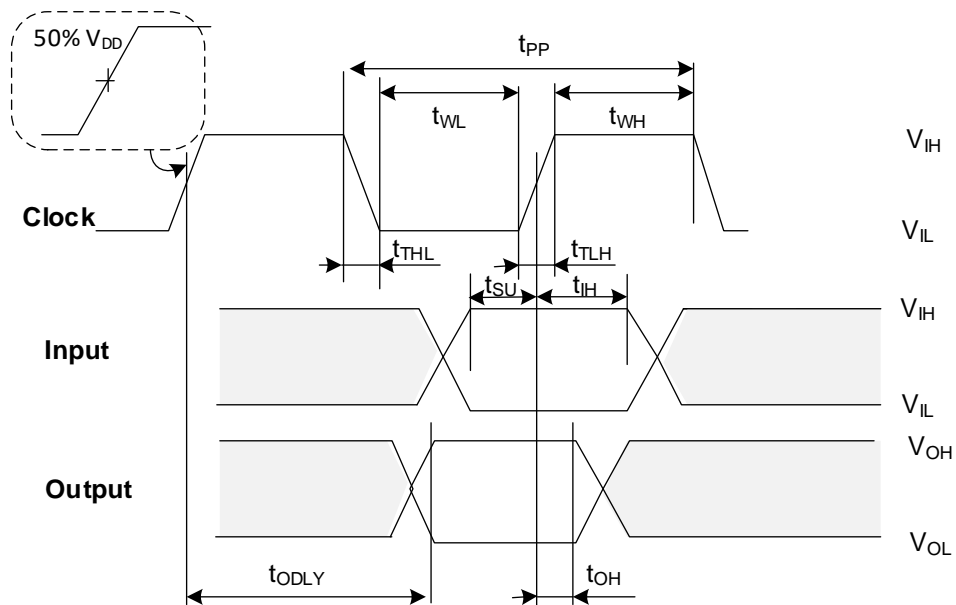 50% VDD
tPP
tWL
tWH
VIH
Clock
VIL
tTHL
tTLH
tSU
tIH
VIH
Input
VIL
VOH
Output
VOL
tODLY
tOH